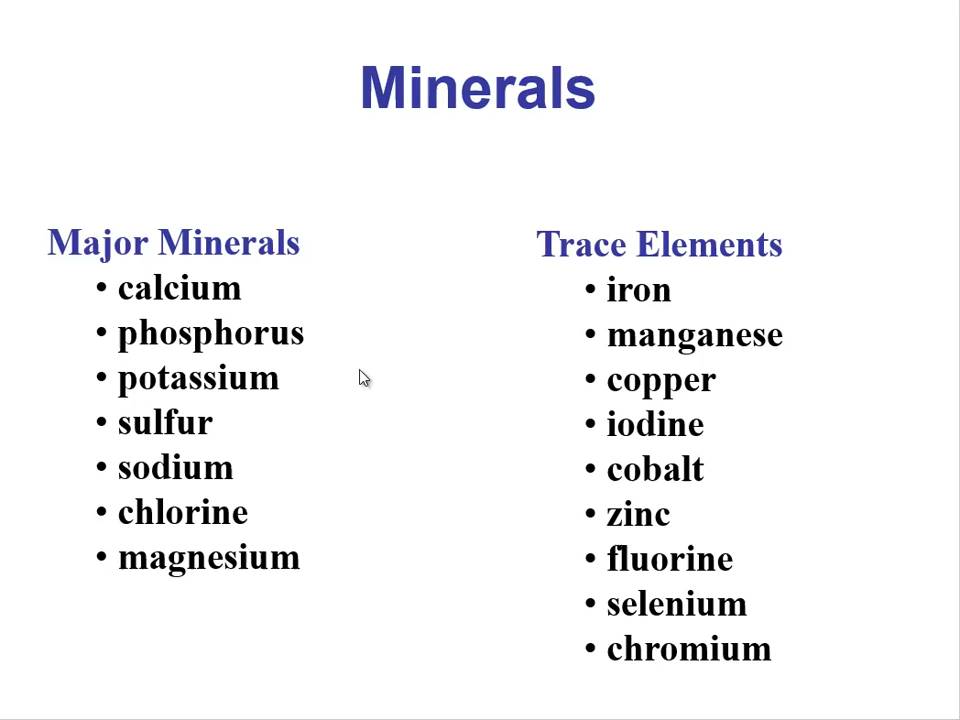 Minerals
Major Minerals
• calcium
• phosphorus
• potassium
• sulfur
• sodium
• chlorine
• magnesium
Trace Elements
• iron
• manganese
• copper
• iodine
• cobalt
• zinc
• fluorine
• selenium
• chromium